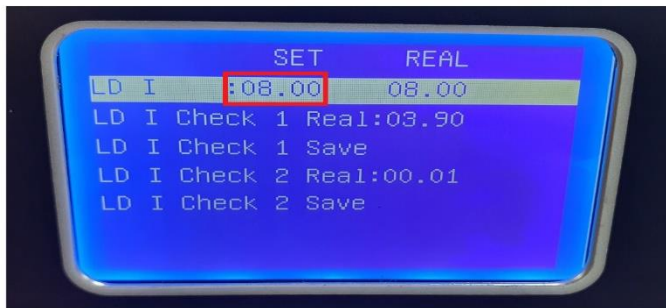 SET REAL
LD I :08.00 08.00
LD I Check 1 Real:03.90
LD I Check 1 Save
LD I Check 2 Real:00.01
LD I Check 2 Save